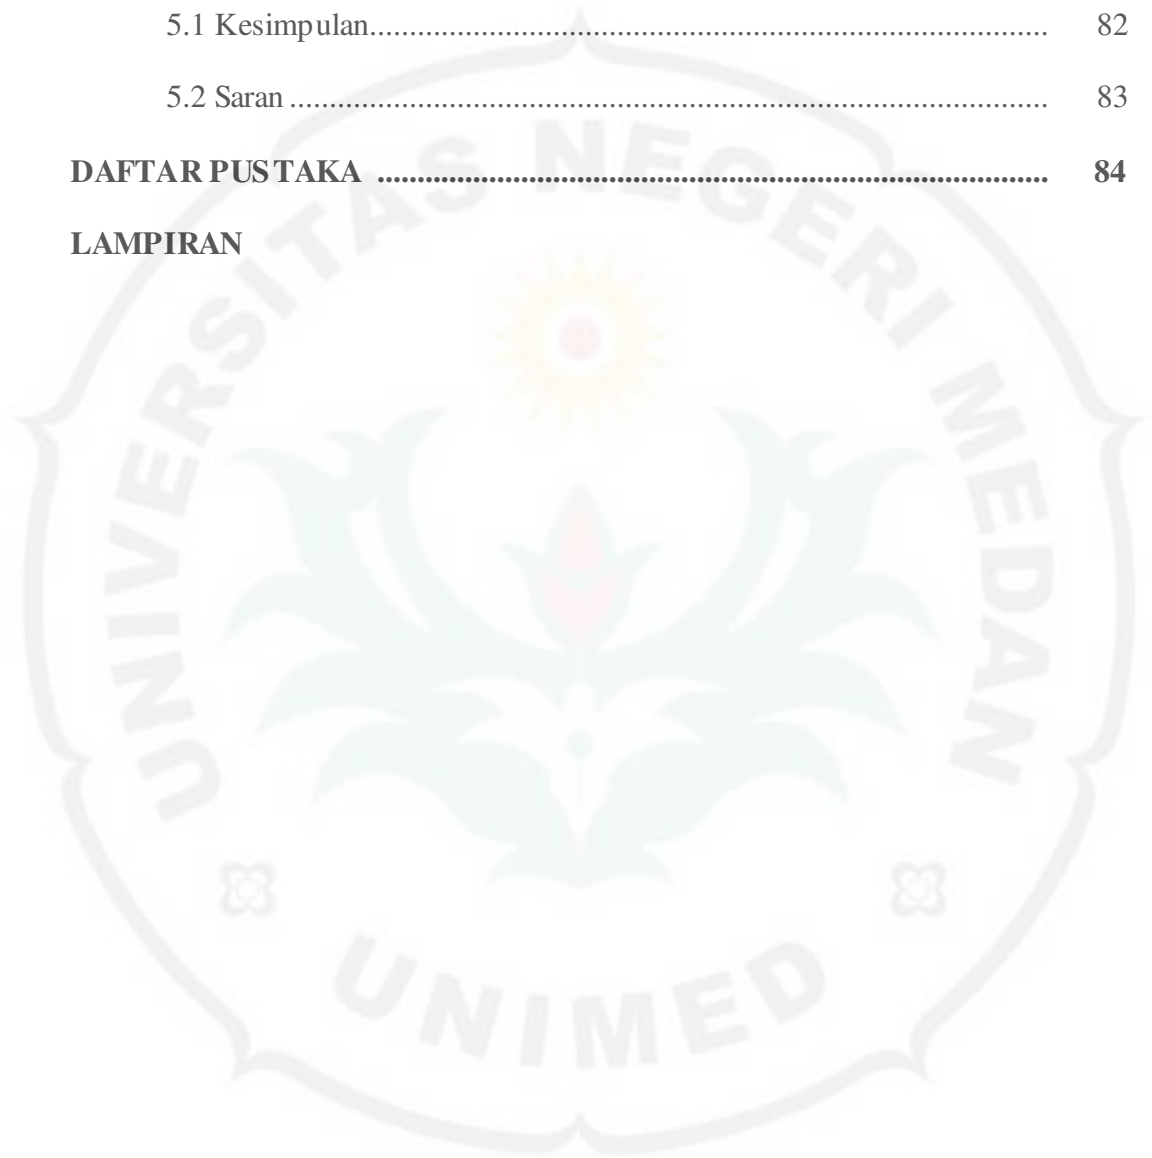 5.1 Kesimpulan..................................................................................... 82
5.2 Saran ............................................................................................... 83
DAFTAR PUSTAKA .................................................................................... 84
LAMPIRAN
UNIVERSITAS NEGERI MEDAN
UNIMED